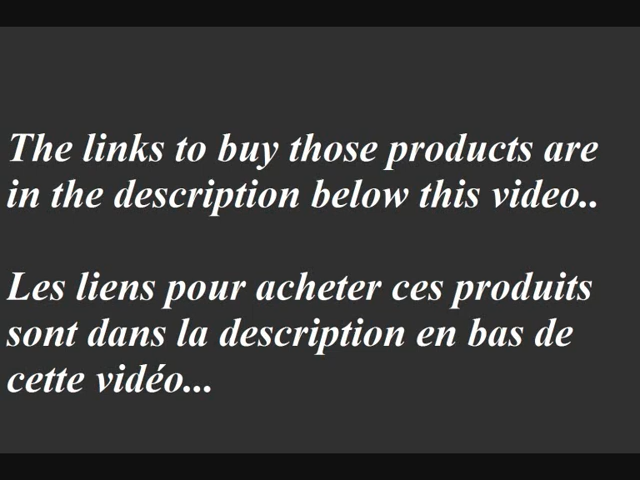 The links to buy those products are
in the description below this video..
Les liens pour acheter ces produits
sont dans la description en bas de
cette vidéo...